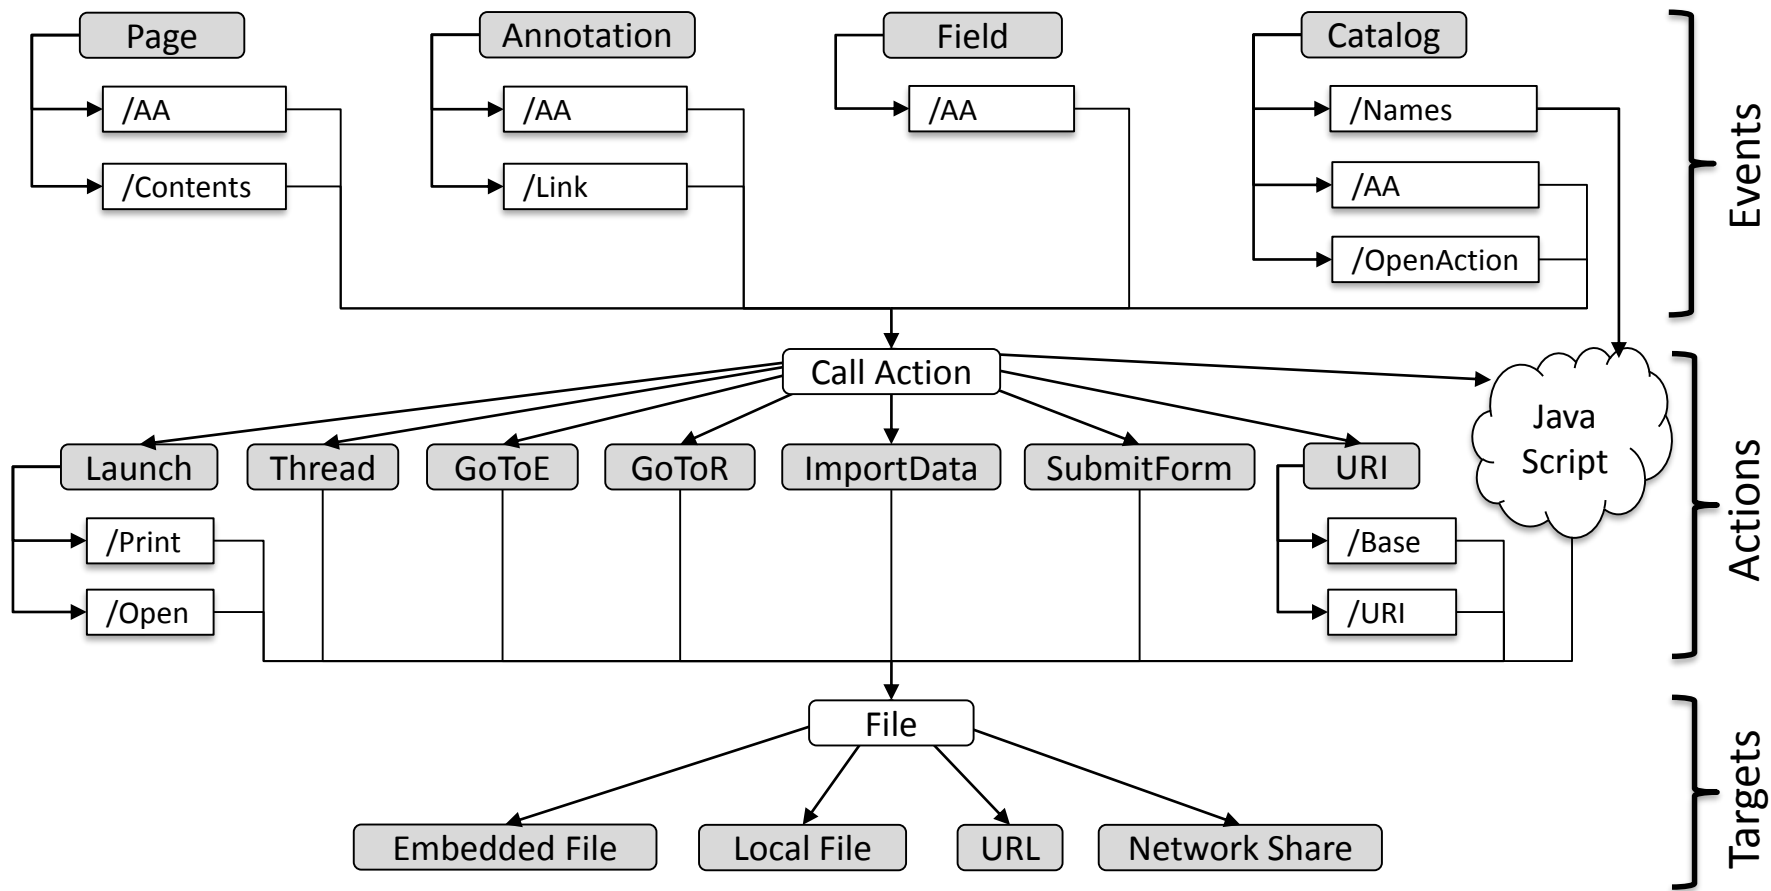 Page
Annotation
Field
Catalog
/AA
/AA
/AA
/Names
/Contents
/Link
/AA
/OpenAction
Events
Call Action
Java
Script
Launch
Thread
GoToE
GoToR
ImportData
SubmitForm
URI
/Print
/Base
/Open
/URI
Actions
File
Embedded File
Local File
URL
Network Share
Targets